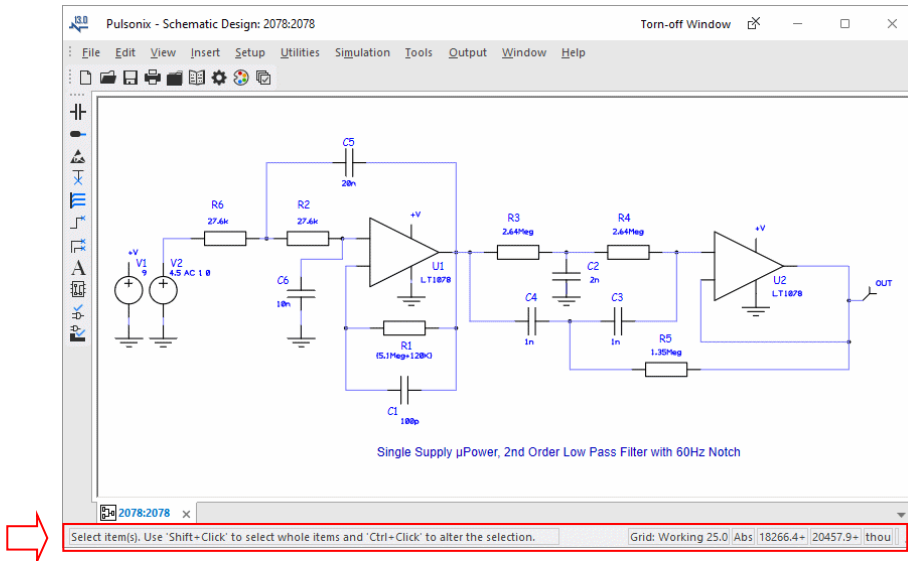 13.0 Pulsonix - Schematic Design: 2078:2078 Torn-off Window
File Edit View Insert Setup Utilities Simulation Tools Output Window Help
C5
20n
R6 R2
27.6k 27.6k
+V
R3 R4
2.64Meg 2.64Meg
+V
+V
V1 V2
9 4.5 AC 1 0
U1
LT1078
C6
10n
C2
2n
U2
LT1078
OUT
C4 C3
1n 1n
R1
(5.1Meg+120K)
R5
1.35Meg
C1
100p
A
Single Supply µPower, 2nd Order Low Pass Filter with 60Hz Notch
2078:2078
Select item(s). Use 'Shift+Click' to select whole items and 'Ctrl+Click' to alter the selection. Grid: Working 25.0 Abs 18266.4+ 20457.9+ thou